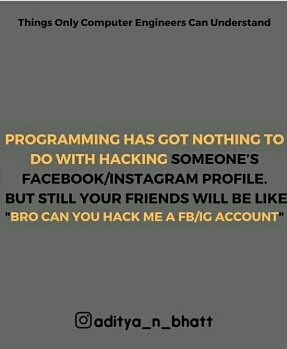 Things Only Computer Engineers Can Understand
PROGRAMMING HAS GOT NOTHING TO
DO WITH HACKING SOMEONE'S
FACEBOOK/INSTAGRAM PROFILE.
BUT STILL YOUR FRIENDS WILL BE LIKE
"BRO CAN YOU HACK ME A FB/IG ACCOUNT"
aditya_n_bhatt